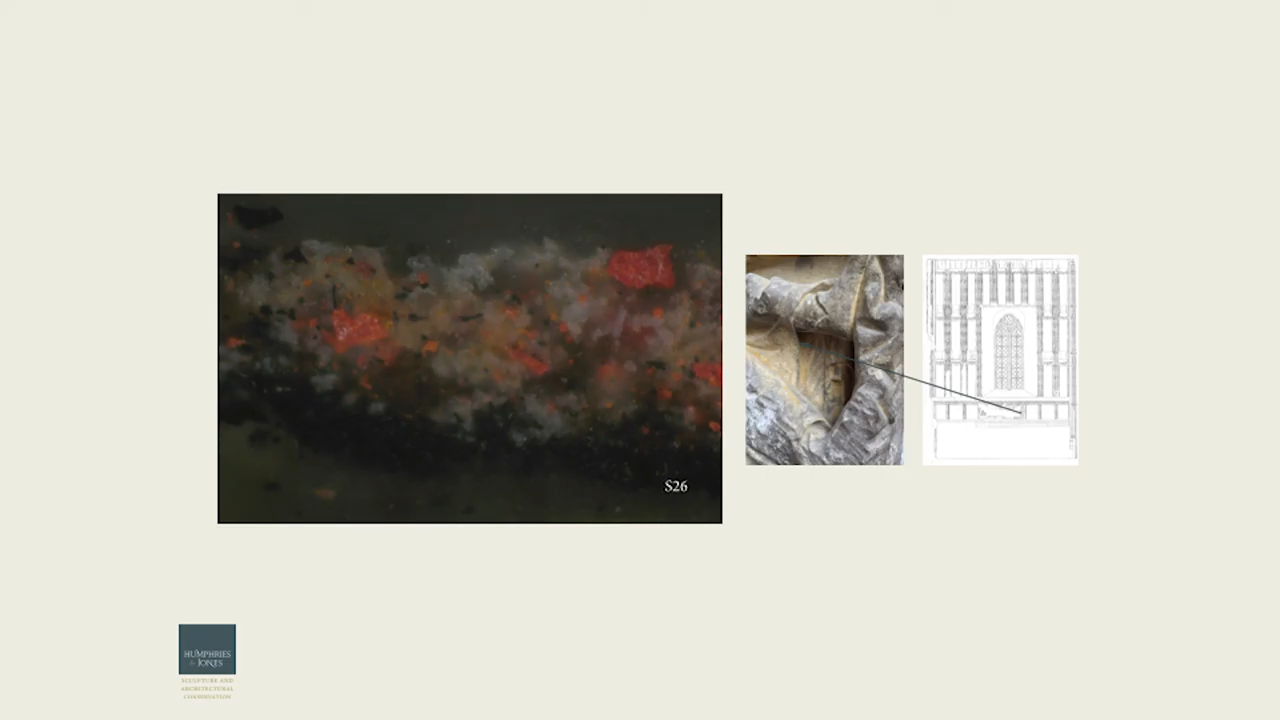 S26
HUMPHRIES
& JONES
SCULPTURE AND
ARCHITECTURAL
CONSERVATION